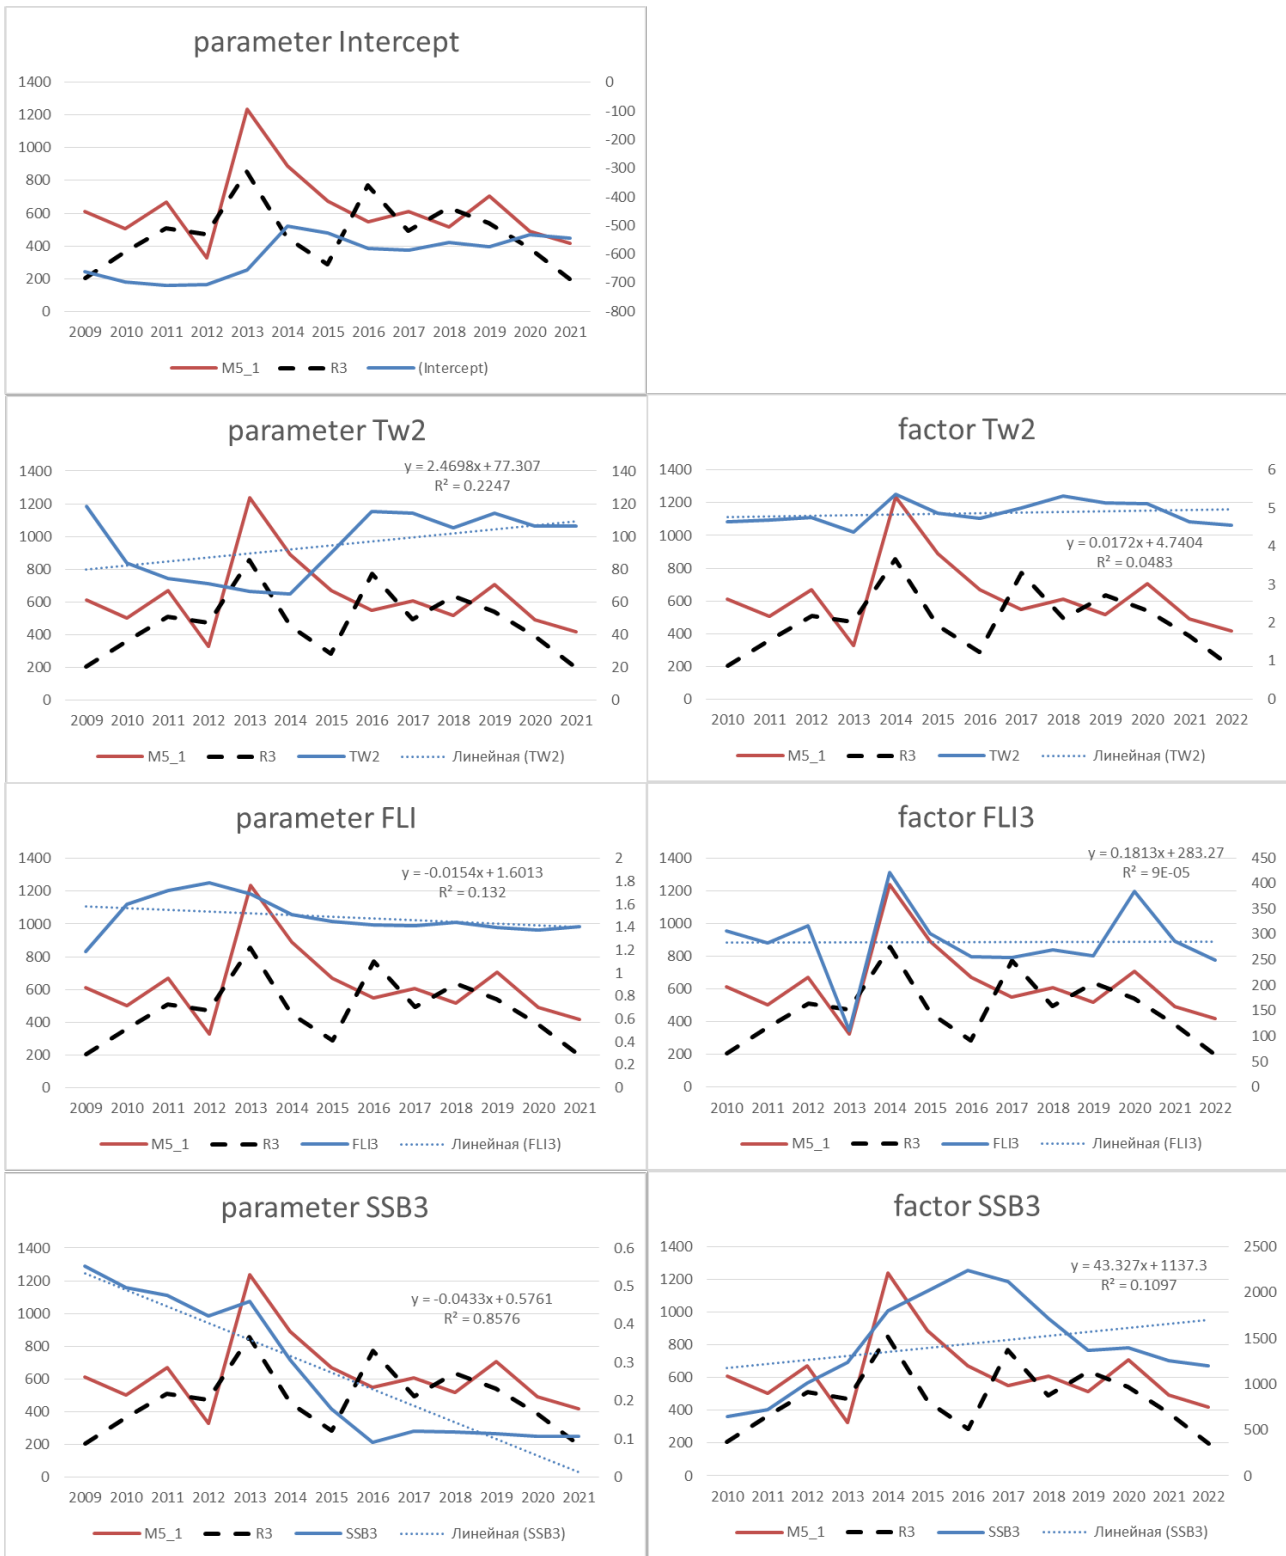 parameter Intercept
1400 0
1200 -100
1000 -200
800 -300
600 -400
400 -500
200 -600
0 -700
-800
2009 2010 2011 2012 2013 2014 2015 2016 2017 2018 2019 2020 2021
M5_1 R3 (Intercept)
parameter Tw2
y = 2.4698x + 77.307
R² = 0.2247
1400 140
1200 120
1000 100
800 80
600 60
400 40
200 20
0 0
2009 2010 2011 2012 2013 2014 2015 2016 2017 2018 2019 2020 2021
M5_1 R3 TW2 Линейная (TW2)
factor Tw2
1400 6
1200 5
1000 4
800 3
600 2
400 1
200 0
0
y = 0.0172x + 4.7404
R² = 0.0483
2010 2011 2012 2013 2014 2015 2016 2017 2018 2019 2020 2021 2022
M5_1 R3 TW2 Линейная (TW2)
parameter FLI
y = -0.0154x + 1.6013
R² = 0.132
1400 2
1200 1.8
1000 1.6
800 1.4
600 1.2
400 1
200 0.8
0 0.6
0.4
0.2
0
2009 2010 2011 2012 2013 2014 2015 2016 2017 2018 2019 2020 2021
M5_1 R3 FLI3 Линейная (FLI3)
factor FLI3
y = 0.1813x + 283.27
R² = 9E-05
1400 450
1200 400
1000 350
800 300
600 250
400 200
200 150
0 100
50
0
2010 2011 2012 2013 2014 2015 2016 2017 2018 2019 2020 2021 2022
M5_1 R3 FLI3 Линейная (FLI3)
parameter SSB3
1400 0.6
1200 0.5
1000 0.4
800 0.3
600 0.2
400 0.1
200 0
0
y = -0.0433x + 0.5761
R² = 0.8576
2009 2010 2011 2012 2013 2014 2015 2016 2017 2018 2019 2020 2021
M5_1 R3 SSB3 Линейная (SSB3)
factor SSB3
1400 2500
1200 2000
1000 1500
800 1000
600 500
400 0
200
0
y = 43.327x + 1137.3
R² = 0.1097
2010 2011 2012 2013 2014 2015 2016 2017 2018 2019 2020 2021 2022
M5_1 R3 SSB3 Линейная (SSB3)